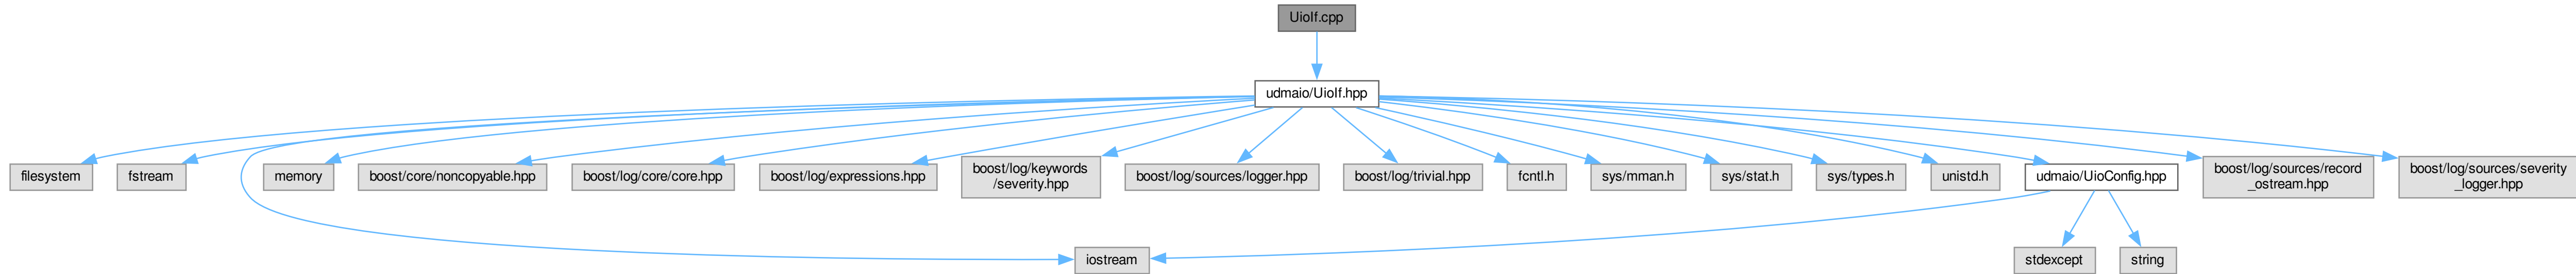 UioIf.cpp
udmaio/UioIf.hpp
filesystem
fstream
memory
boost/core/noncopyable.hpp
boost/log/core/core.hpp
boost/log/expressions.hpp
boost/log/keywords
/severity.hpp
boost/log/sources/logger.hpp
boost/log/trivial.hpp
fcntl.h
sys/mman.h
sys/stat.h
sys/types.h
unistd.h
udmaio/UioConfig.hpp
boost/log/sources/record
_ostream.hpp
boost/log/sources/severity
_logger.hpp
iostream
stdexcept
string